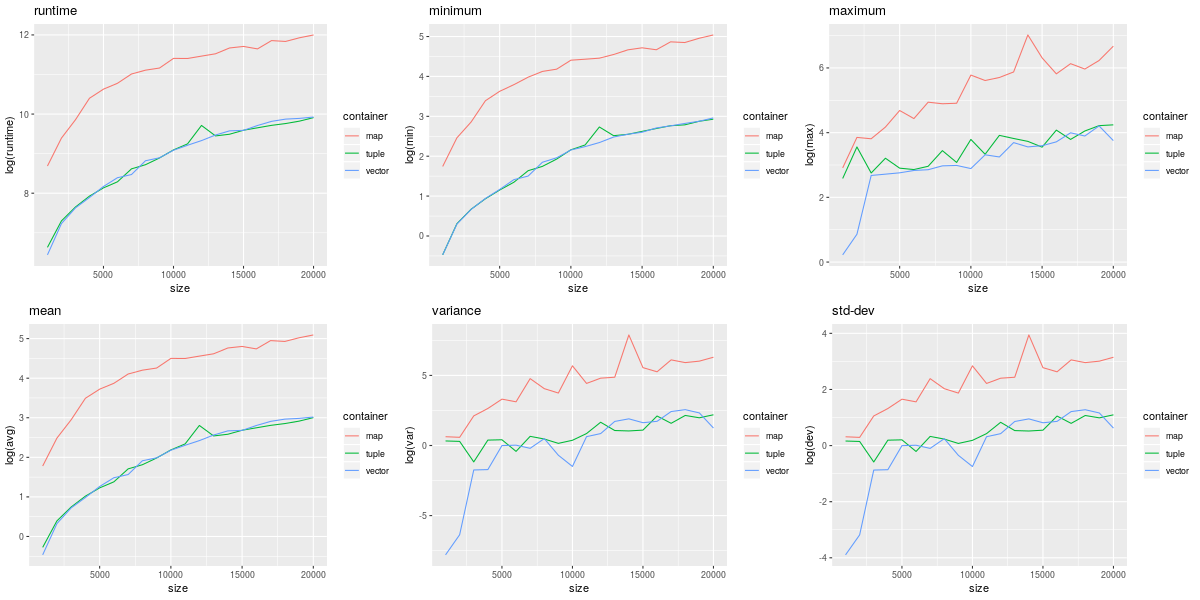 runtime
log(runtime)
12
10
8
5000 10000 15000 20000
size
container
map
tuple
vector
minimum
log(min)
5
4
3
2
1
0
5000 10000 15000 20000
size
container
map
tuple
vector
maximum
log(max)
6
4
2
0
5000 10000 15000 20000
size
container
map
tuple
vector
mean
log(avg)
5
4
3
2
1
0
5000 10000 15000 20000
size
container
map
tuple
vector
variance
log(var)
5
0
-5
5000 10000 15000 20000
size
container
map
tuple
vector
std-dev
log(dev)
4
2
0
-2
-4
5000 10000 15000 20000
size
container
map
tuple
vector